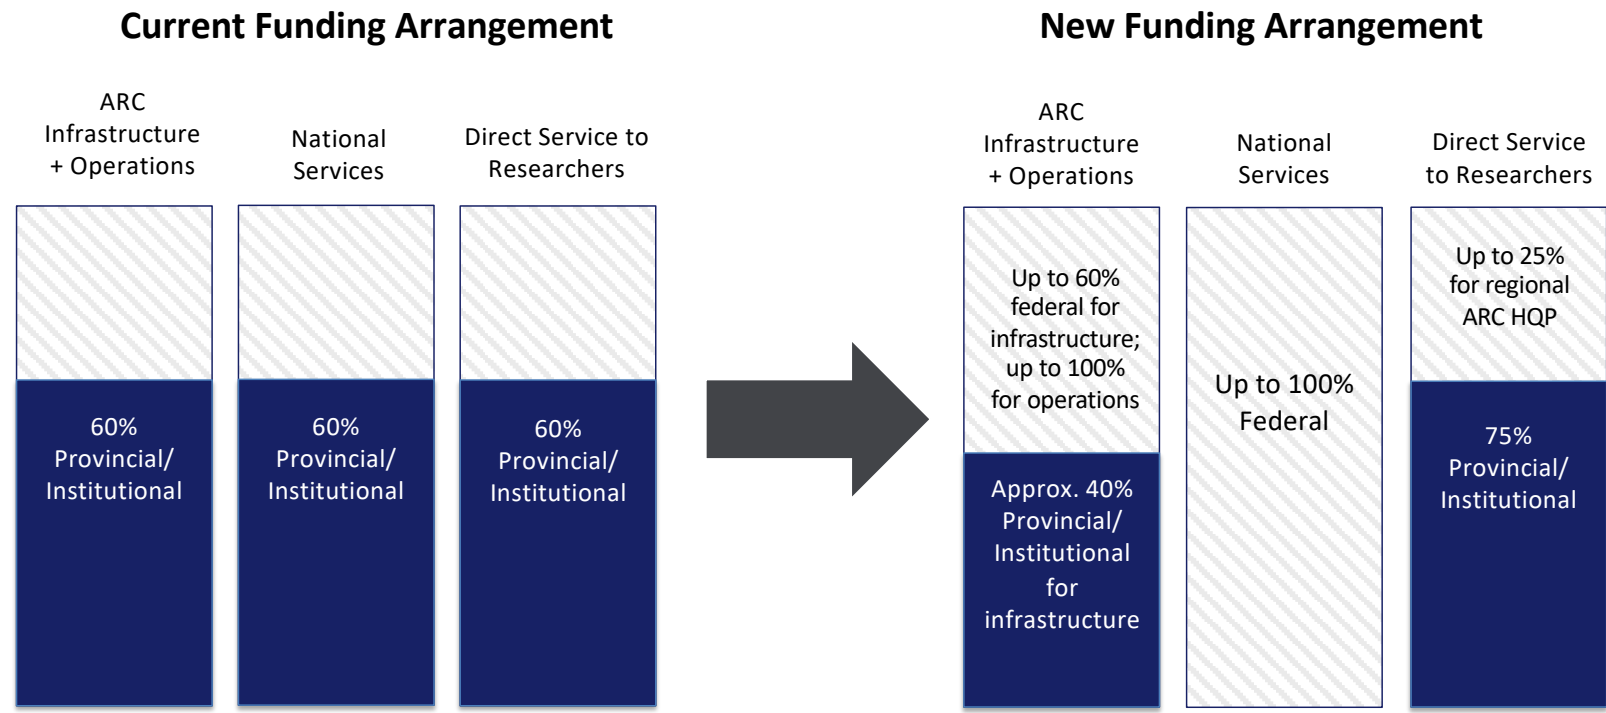 Current Funding Arrangement
New Funding Arrangement
ARC
Infrastructure
+ Operations
National
Services
Direct Service to
Researchers
60%
Provincial/
Institutional
60%
Provincial/
Institutional
60%
Provincial/
Institutional
ARC
Infrastructure
+ Operations
National
Services
Direct Service
to Researchers
Up to 60%
federal for
infrastructure;
up to 100%
for operations
Approx. 40%
Provincial/
Institutional
for
infrastructure
Up to 100%
Federal
Up to 25%
for regional
ARC HQP
75%
Provincial/
Institutional